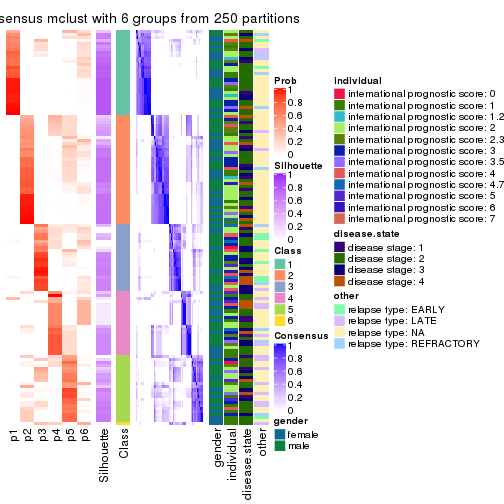 sensus mclust with 6 groups from 250 partitions
Prob
1
0.8
0.6
0.4
0.2
0
Silhouette
1
0.8
0.6
0.4
0.2
0
Class
1
2
3
4
5
6
Consensus
1
0.8
0.6
0.4
0.2
0
gender
female
male
individual
international prognostic score: 0
international prognostic score: 1
international prognostic score: 1.2
international prognostic score: 2
international prognostic score: 2.3
international prognostic score: 3
international prognostic score: 3.5
international prognostic score: 4
international prognostic score: 4.7
international prognostic score: 5
international prognostic score: 6
international prognostic score: 7
disease.state
disease stage: 1
disease stage: 2
disease stage: 3
disease stage: 4
other
relapse type: EARLY
relapse type: LATE
relapse type: NA
relapse type: REFRACTORY
p1
p2
p3
p4
p5
p6
Silhouette
Class
gender
individual
disease.state
other